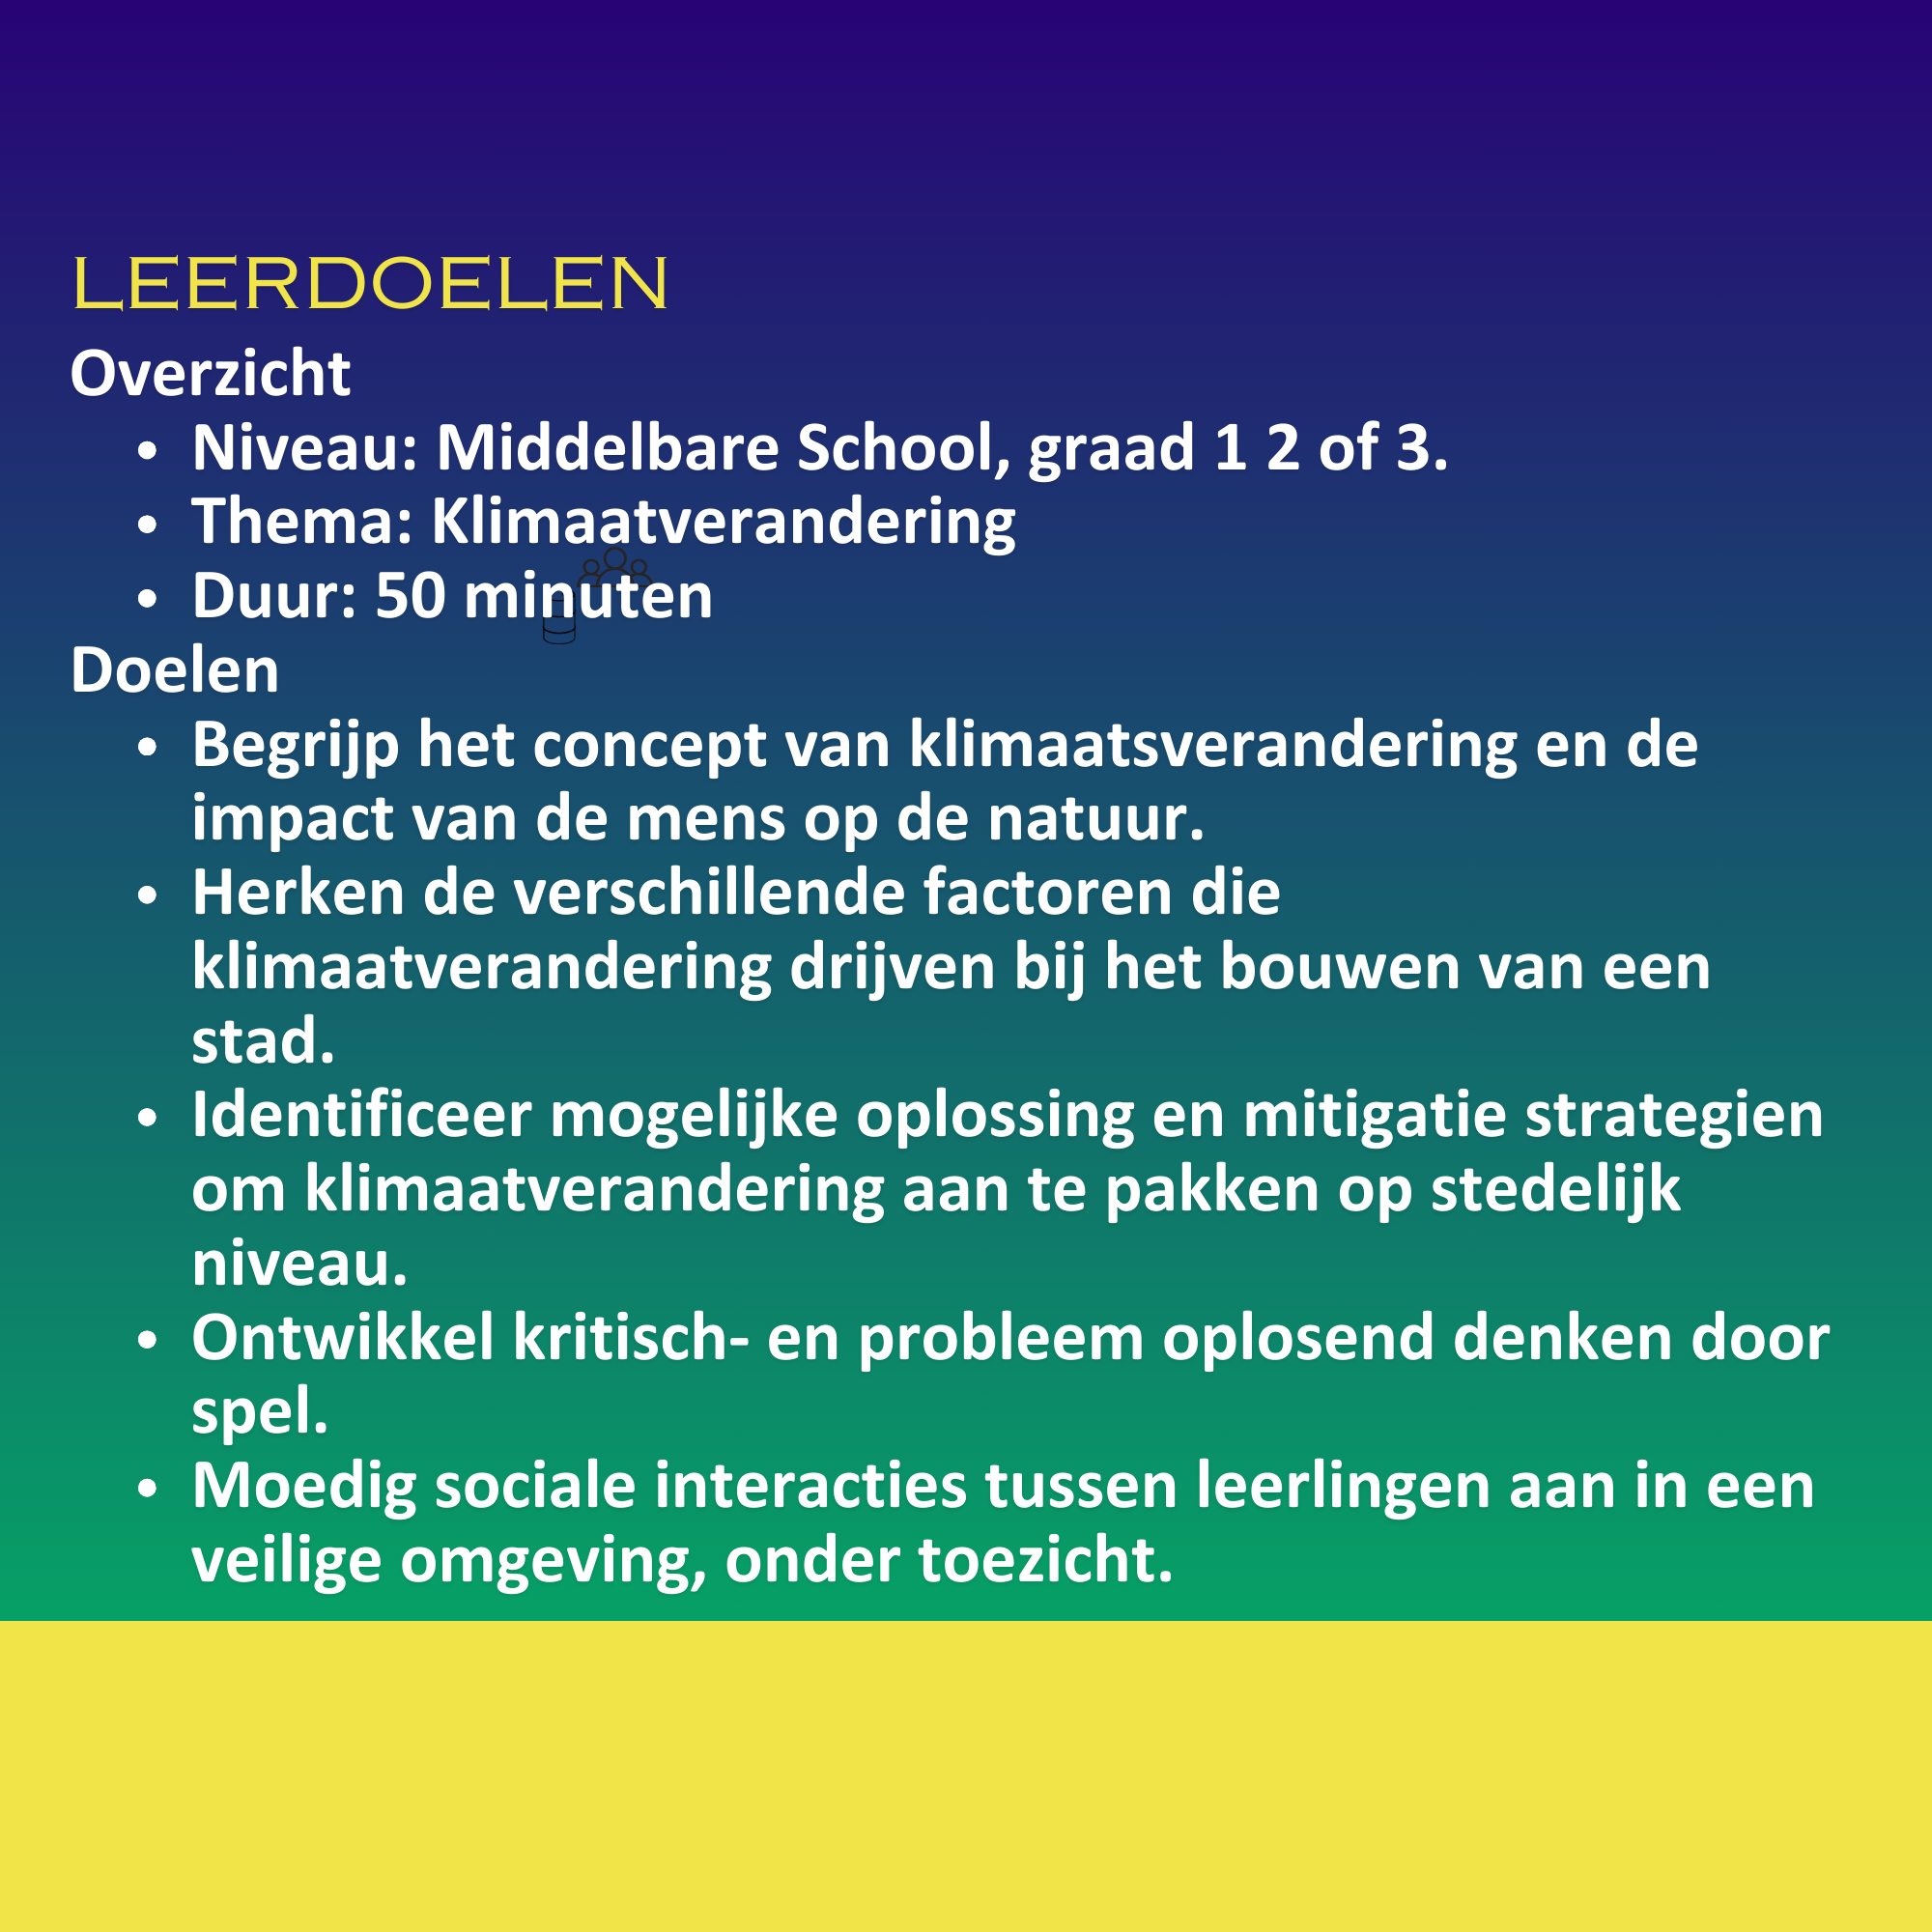 LEERDOELEN
Overzicht
• Niveau: Middelbare School, graad 1 2 of 3.
• Thema: Klimaatverandering
• Duur: 50 minuten
Doelen
• Begrijp het concept van klimaatsverandering en de
impact van de mens op de natuur.
• Herken de verschillende factoren die
klimaatverandering drijven bij het bouwen van een
stad.
• Identificeer mogelijke oplossing en mitigatie strategien
om klimaatverandering aan te pakken op stedelijk
niveau.
• Ontwikkel kritisch- en probleem oplosend denken door
spel.
• Moedig sociale interacties tussen leerlingen aan in een
veilige omgeving, onder toezicht.